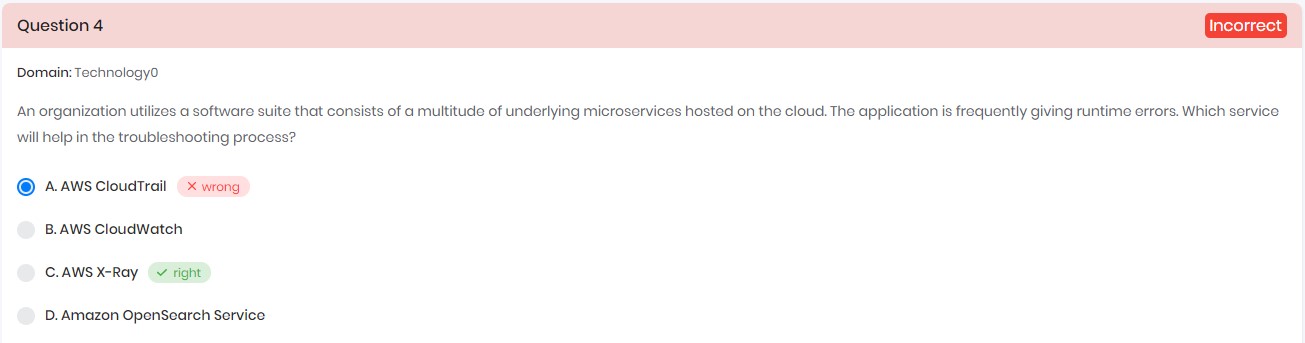 Question 4
Incorrect
Domain: Technology0
An organization utilizes a software suite that consists of a multitude of underlying microservices hosted on the cloud. The application is frequently giving runtime errors. Which service
will help in the troubleshooting process?
A. AWS CloudTrail wrong
B. AWS CloudWatch
C. AWS X-Ray right
D. Amazon OpenSearch Service